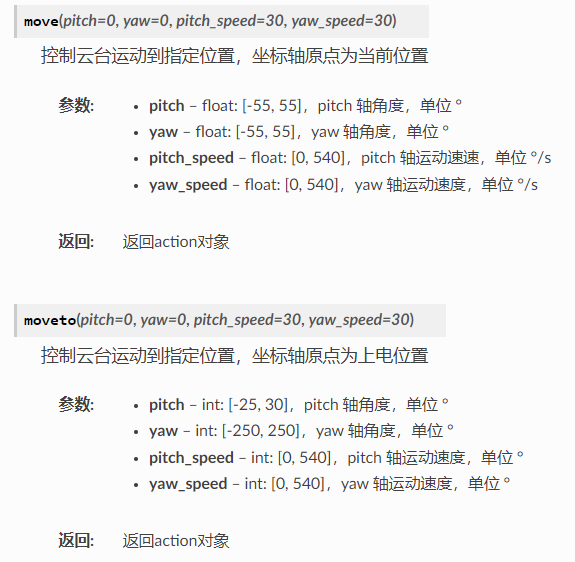 move(pitch=0, yaw=0, pitch_speed=30, yaw_speed=30)
控制云台运动到指定位置，坐标轴原点为当前位置
参数: • pitch – float: [-55, 55]，pitch 轴角度，单位 °
• yaw – float: [-55, 55]，yaw 轴角度，单位 °
• pitch_speed – float: [0, 540]，pitch 轴运动速速，单位 °/s
• yaw_speed – float: [0, 540]，yaw 轴运动速度，单位 °/s
返回: 返回action对象
moveto(pitch=0, yaw=0, pitch_speed=30, yaw_speed=30)
控制云台运动到指定位置，坐标轴原点为上电位置
参数: • pitch – int: [-25, 30]，pitch 轴角度，单位 °
• yaw – int: [-250, 250]，yaw 轴角度，单位 °
• pitch_speed – int: [0, 540]，pitch 轴运动速度，单位 °
• yaw_speed – int: [0, 540]，yaw 轴运动速度，单位 °
返回: 返回action对象